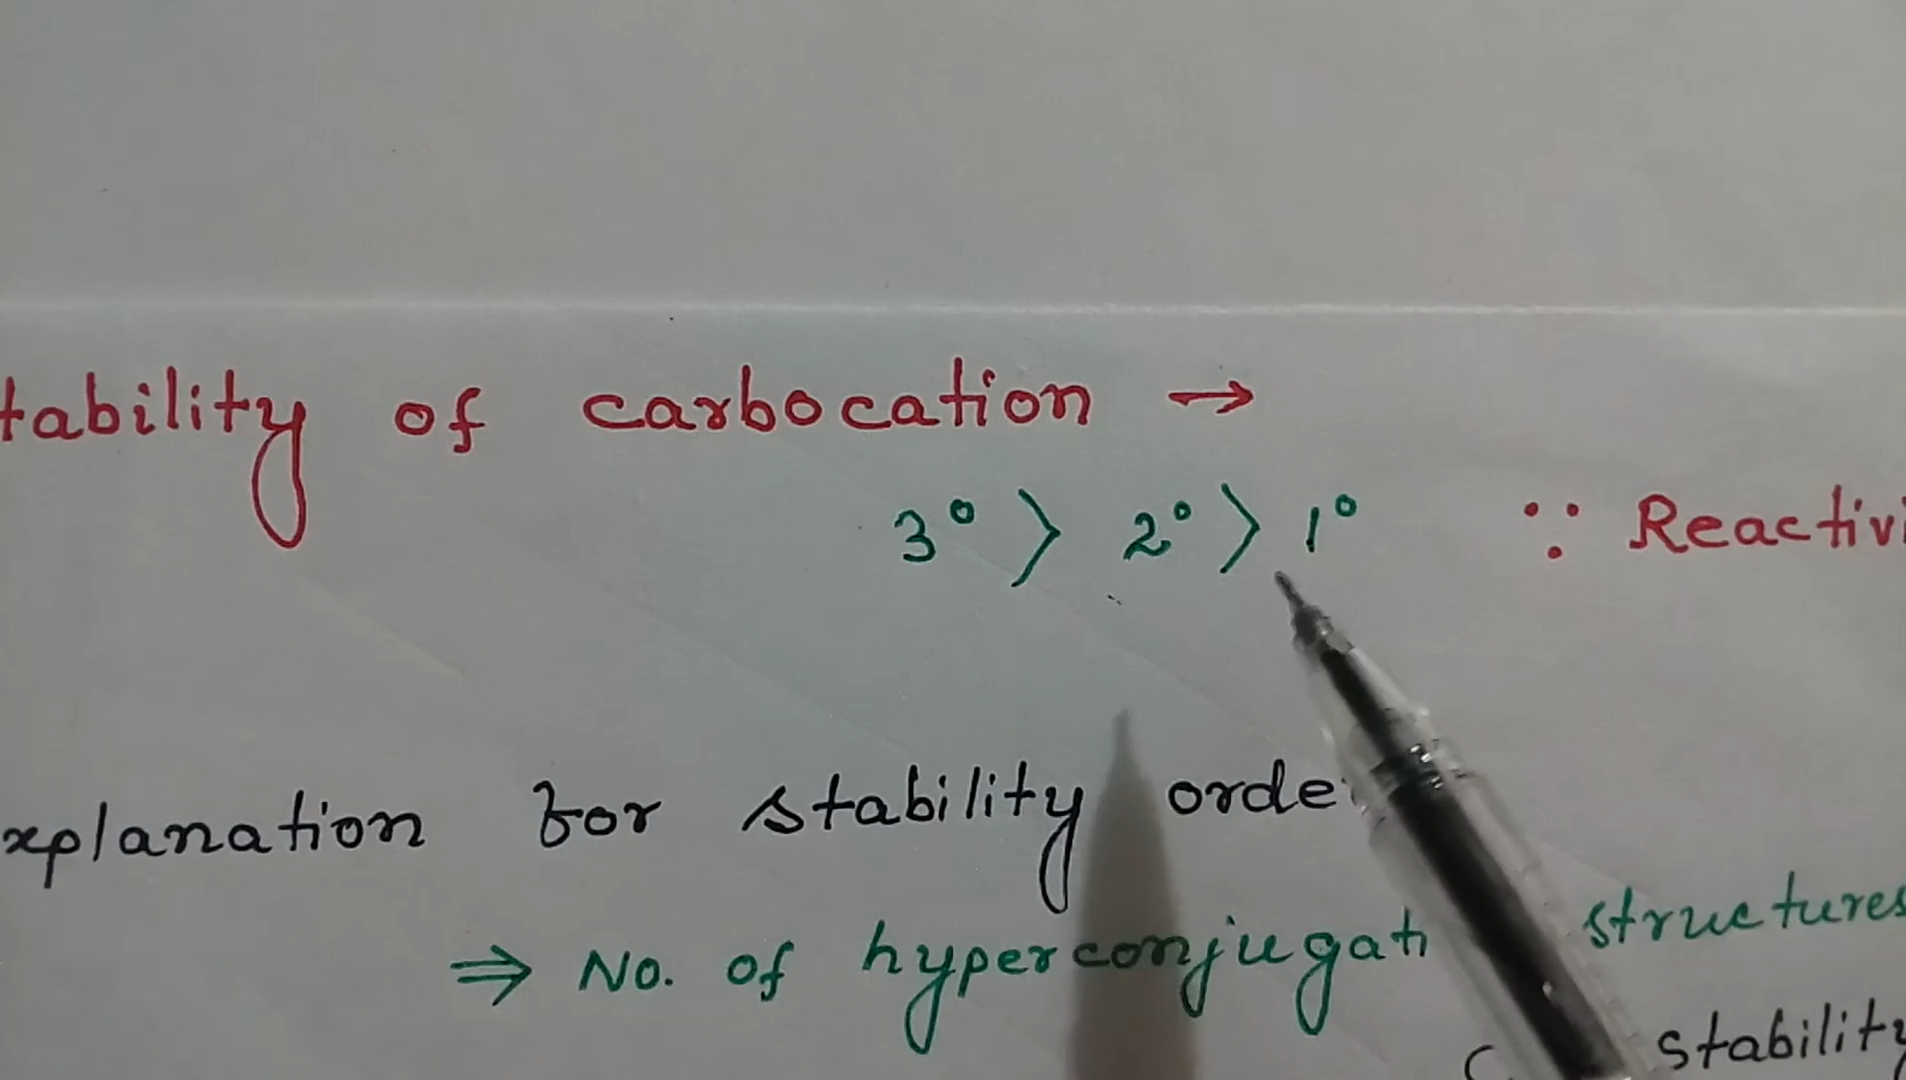 tability of carbocation →
3° > 2° > 1° ∵ Reactivi
xplanation for stability orde
⇒ No. of hyperconjugati structures
stability